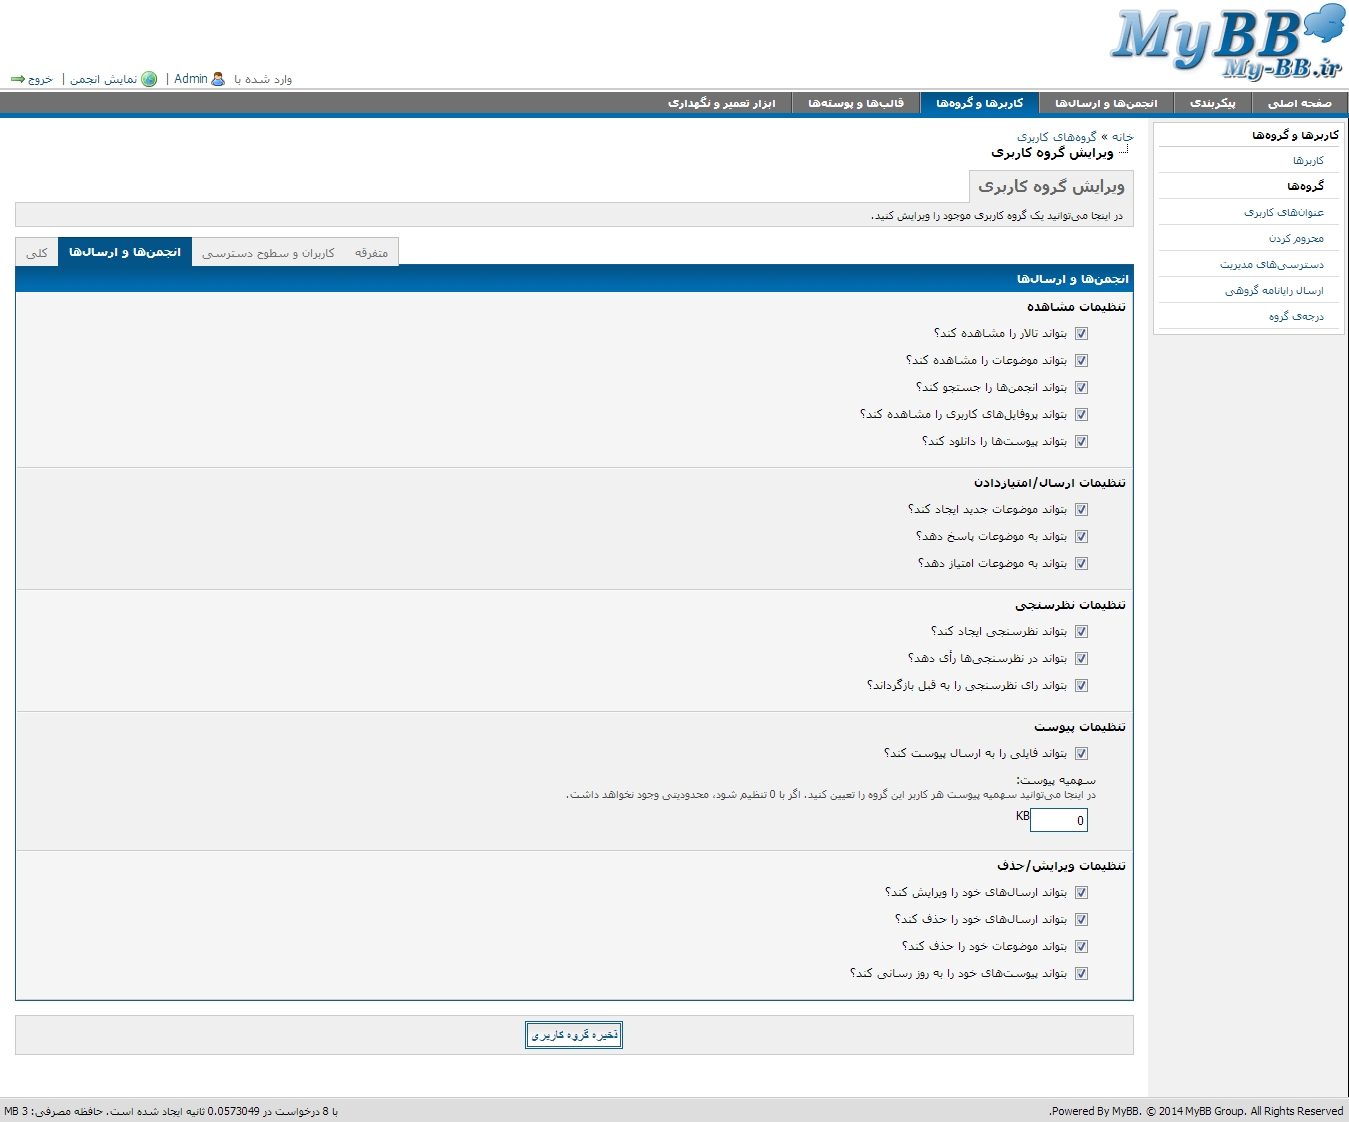 MyBB
My-BB.ir
وارد شده با Admin | نمایش انجمن | خروج
صفحه اصلی
پیکربندی
انجمن‌ها و ارسال‌ها
کاربرها و گروه‌ها
قالب‌ها و پوسته‌ها
ابزار تعمیر و نگهداری
کاربرها و گروه‌ها
کاربرها
گروه‌ها
عنوان‌های کاربری
محروم کردن
دسترسی‌های مدیریت
ارسال رایانامه گروهی
درجه‌ی گروه
خانه » گروه‌های کاربری
ویرایش گروه کاربری
ویرایش گروه کاربری
در اینجا می‌توانید یک گروه کاربری موجود را ویرایش کنید.
متفرقه
کاربران و سطوح دسترسی
انجمن‌ها و ارسال‌ها
کلی
انجمن‌ها و ارسال‌ها
تنظیمات مشاهده
بتواند تالار را مشاهده کند؟
بتواند موضوعات را مشاهده کند؟
بتواند انجمن‌ها را جستجو کند؟
بتواند پروفایل‌های کاربری را مشاهده کند؟
بتواند پیوست‌ها را دانلود کند؟
تنظیمات ارسال/امتیازدادن
بتواند موضوعات جدید ایجاد کند؟
بتواند به موضوعات پاسخ دهد؟
بتواند به موضوعات امتیاز دهد؟
تنظیمات نظرسنجی
بتواند نظرسنجی ایجاد کند؟
بتواند در نظرسنجی‌ها رأی دهد؟
بتواند رای نظرسنجی را به قبل بازگرداند؟
تنظیمات پیوست
بتواند فایلی را به ارسال پیوست کند؟
سهمیه پیوست:
در اینجا می‌توانید سهمیه پیوست هر کاربر این گروه را تعیین کنید. اگر با 0 تنظیم شود، محدودیتی وجود نخواهد داشت.
0 KB
تنظیمات ویرایش/حذف
بتواند ارسال‌های خود را ویرایش کند؟
بتواند ارسال‌های خود را حذف کند؟
بتواند موضوعات خود را حذف کند؟
بتواند پیوست‌های خود را به روز رسانی کند؟
ذخیره گروه کاربری
Powered By MyBB. © 2014 MyBB Group. All Rights Reserved.
با 8 درخواست در 0.0573049 ثانیه ایجاد شده است. حافظه مصرفی: 3 MB